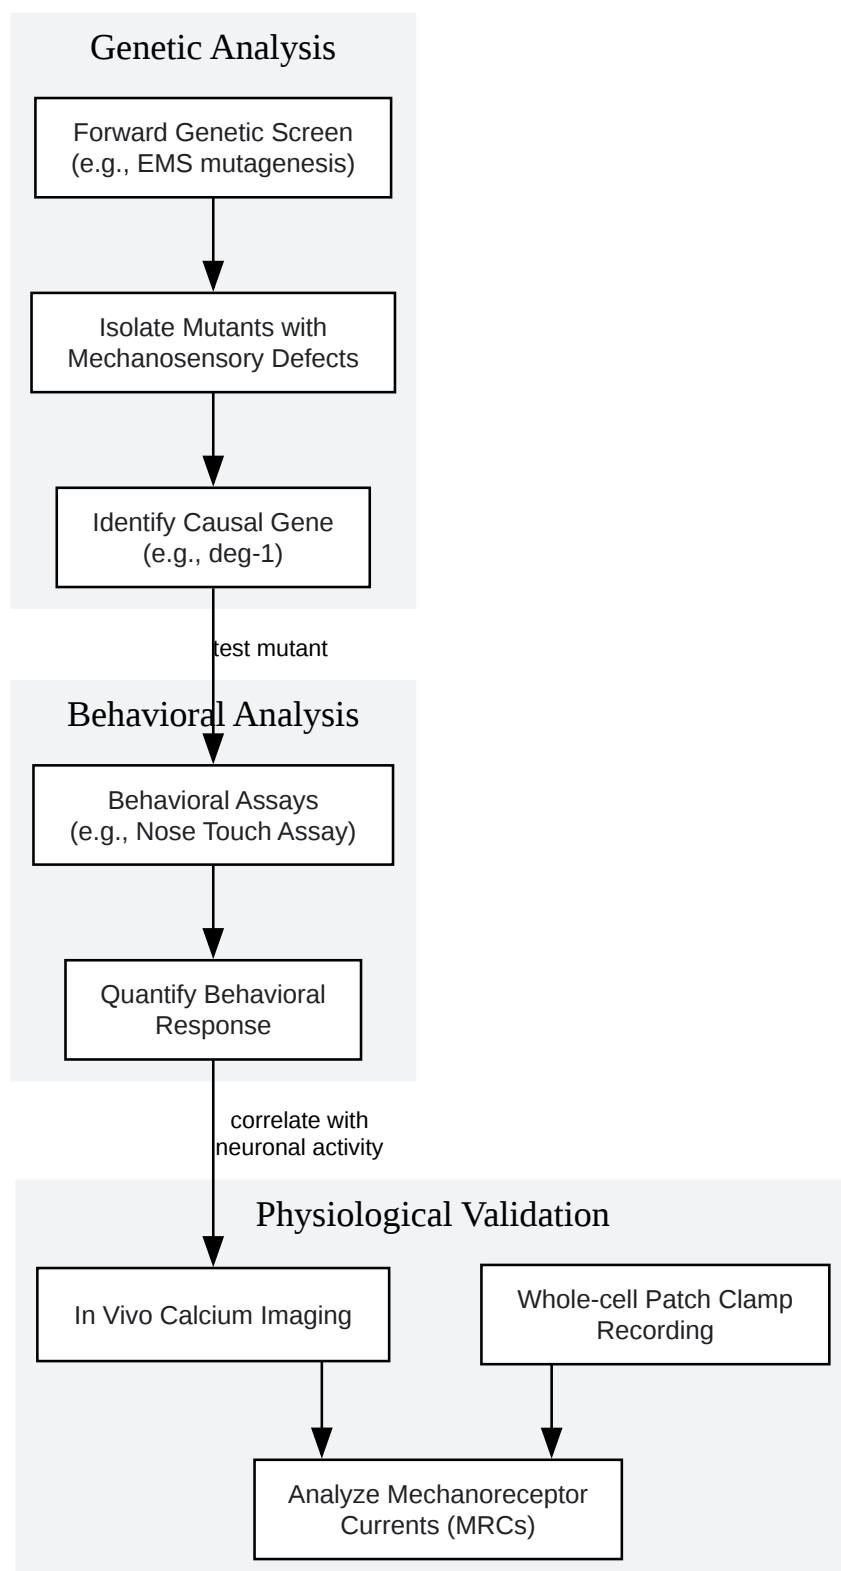 Genetic Analysis
Forward Genetic Screen
(e.g., EMS mutagenesis)
Isolate Mutants with
Mechanosensory Defects
Identify Causal Gene
(e.g., deg-1)
test mutant
Behavioral Analysis
Behavioral Assays
(e.g., Nose Touch Assay)
Quantify Behavioral
Response
correlate with
neuronal activity
Physiological Validation
In Vivo Calcium Imaging
Whole-cell Patch Clamp
Recording
Analyze Mechanoreceptor
Currents (MRCs)